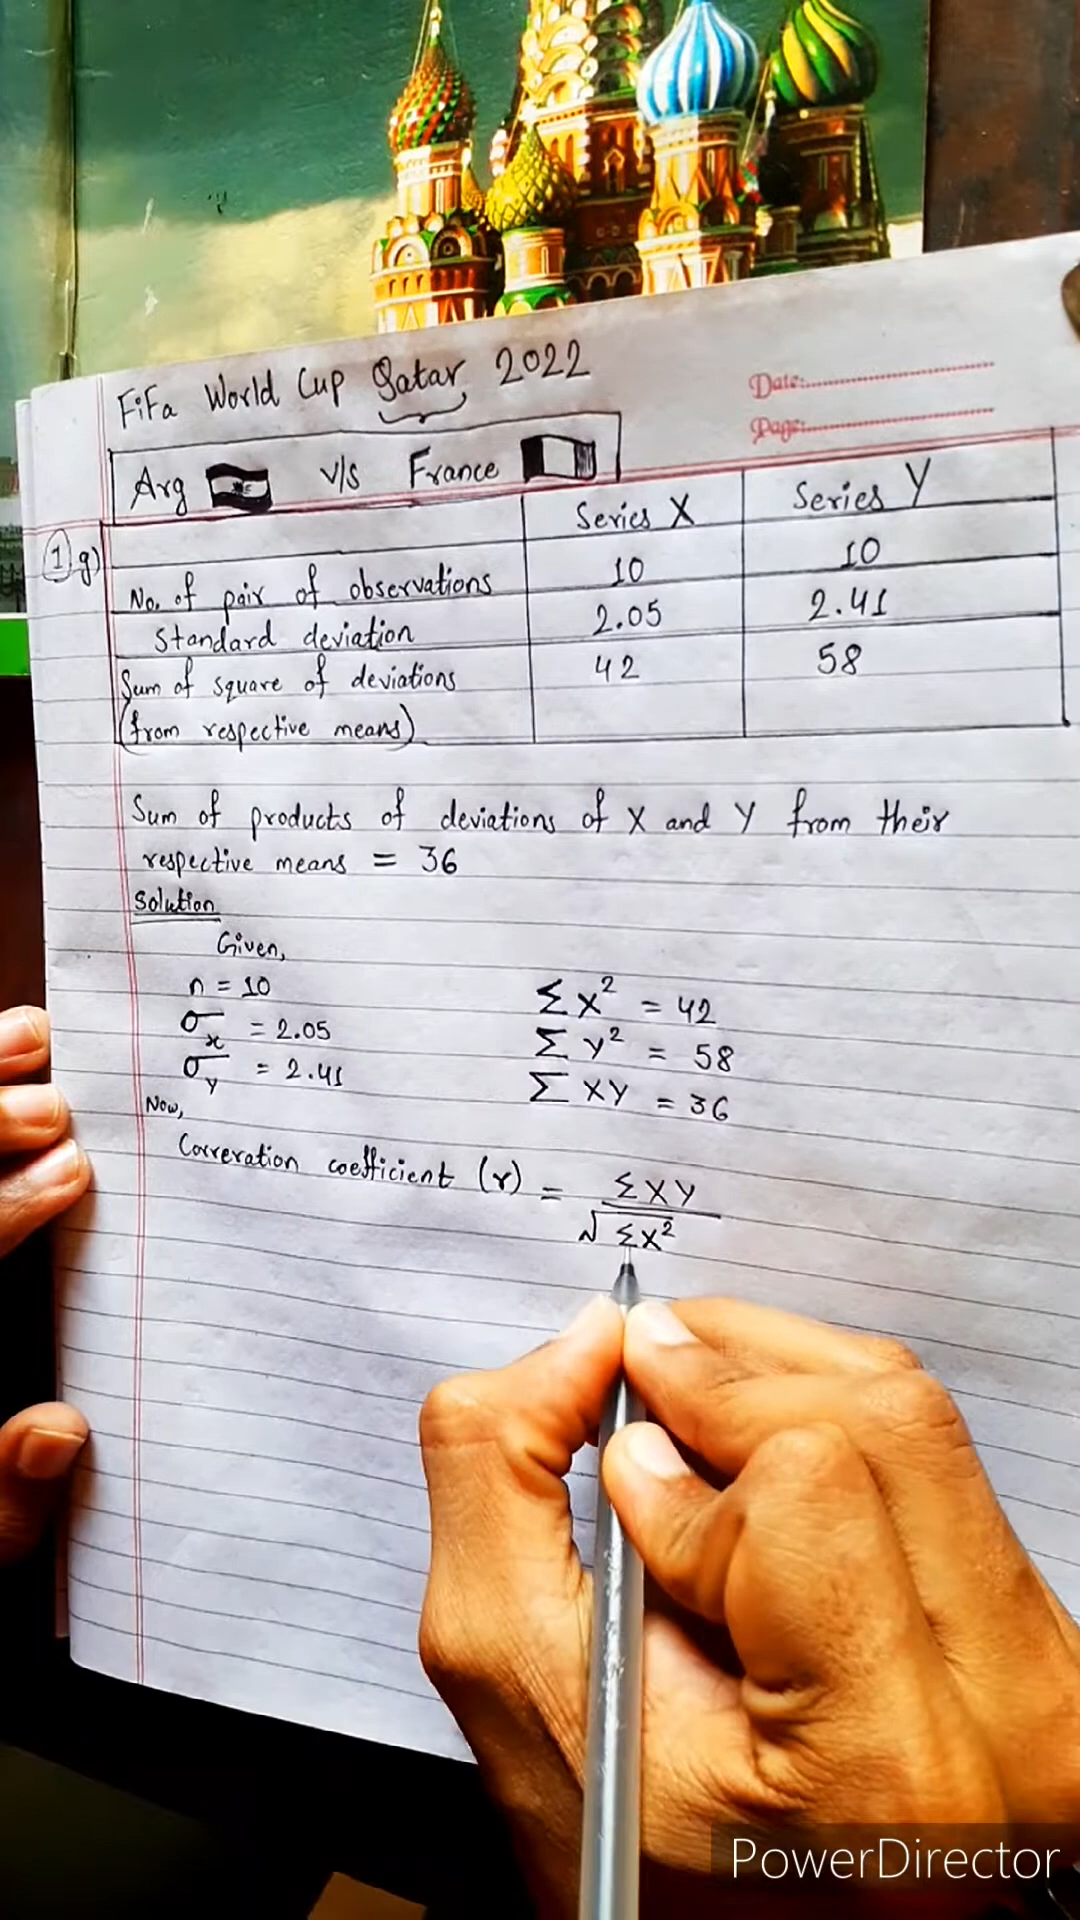 FiFa World Cup Qatar 2022
Date:
Page:
Arg v/s France
Series X Series Y
1 g)
No. of pair of observations 10 10
Standard deviation 2.05 2.41
Sum of square of deviations 42 58
(from respective means)
Sum of products of deviations of X and Y from their
respective means = 36
Solution
Given,
n = 10 Σx² = 42
σx = 2.05 Σy² = 58
σy = 2.41 ΣXY = 36
Now,
Correration coefficient (r) = ΣXY
√ΣX²
PowerDirector